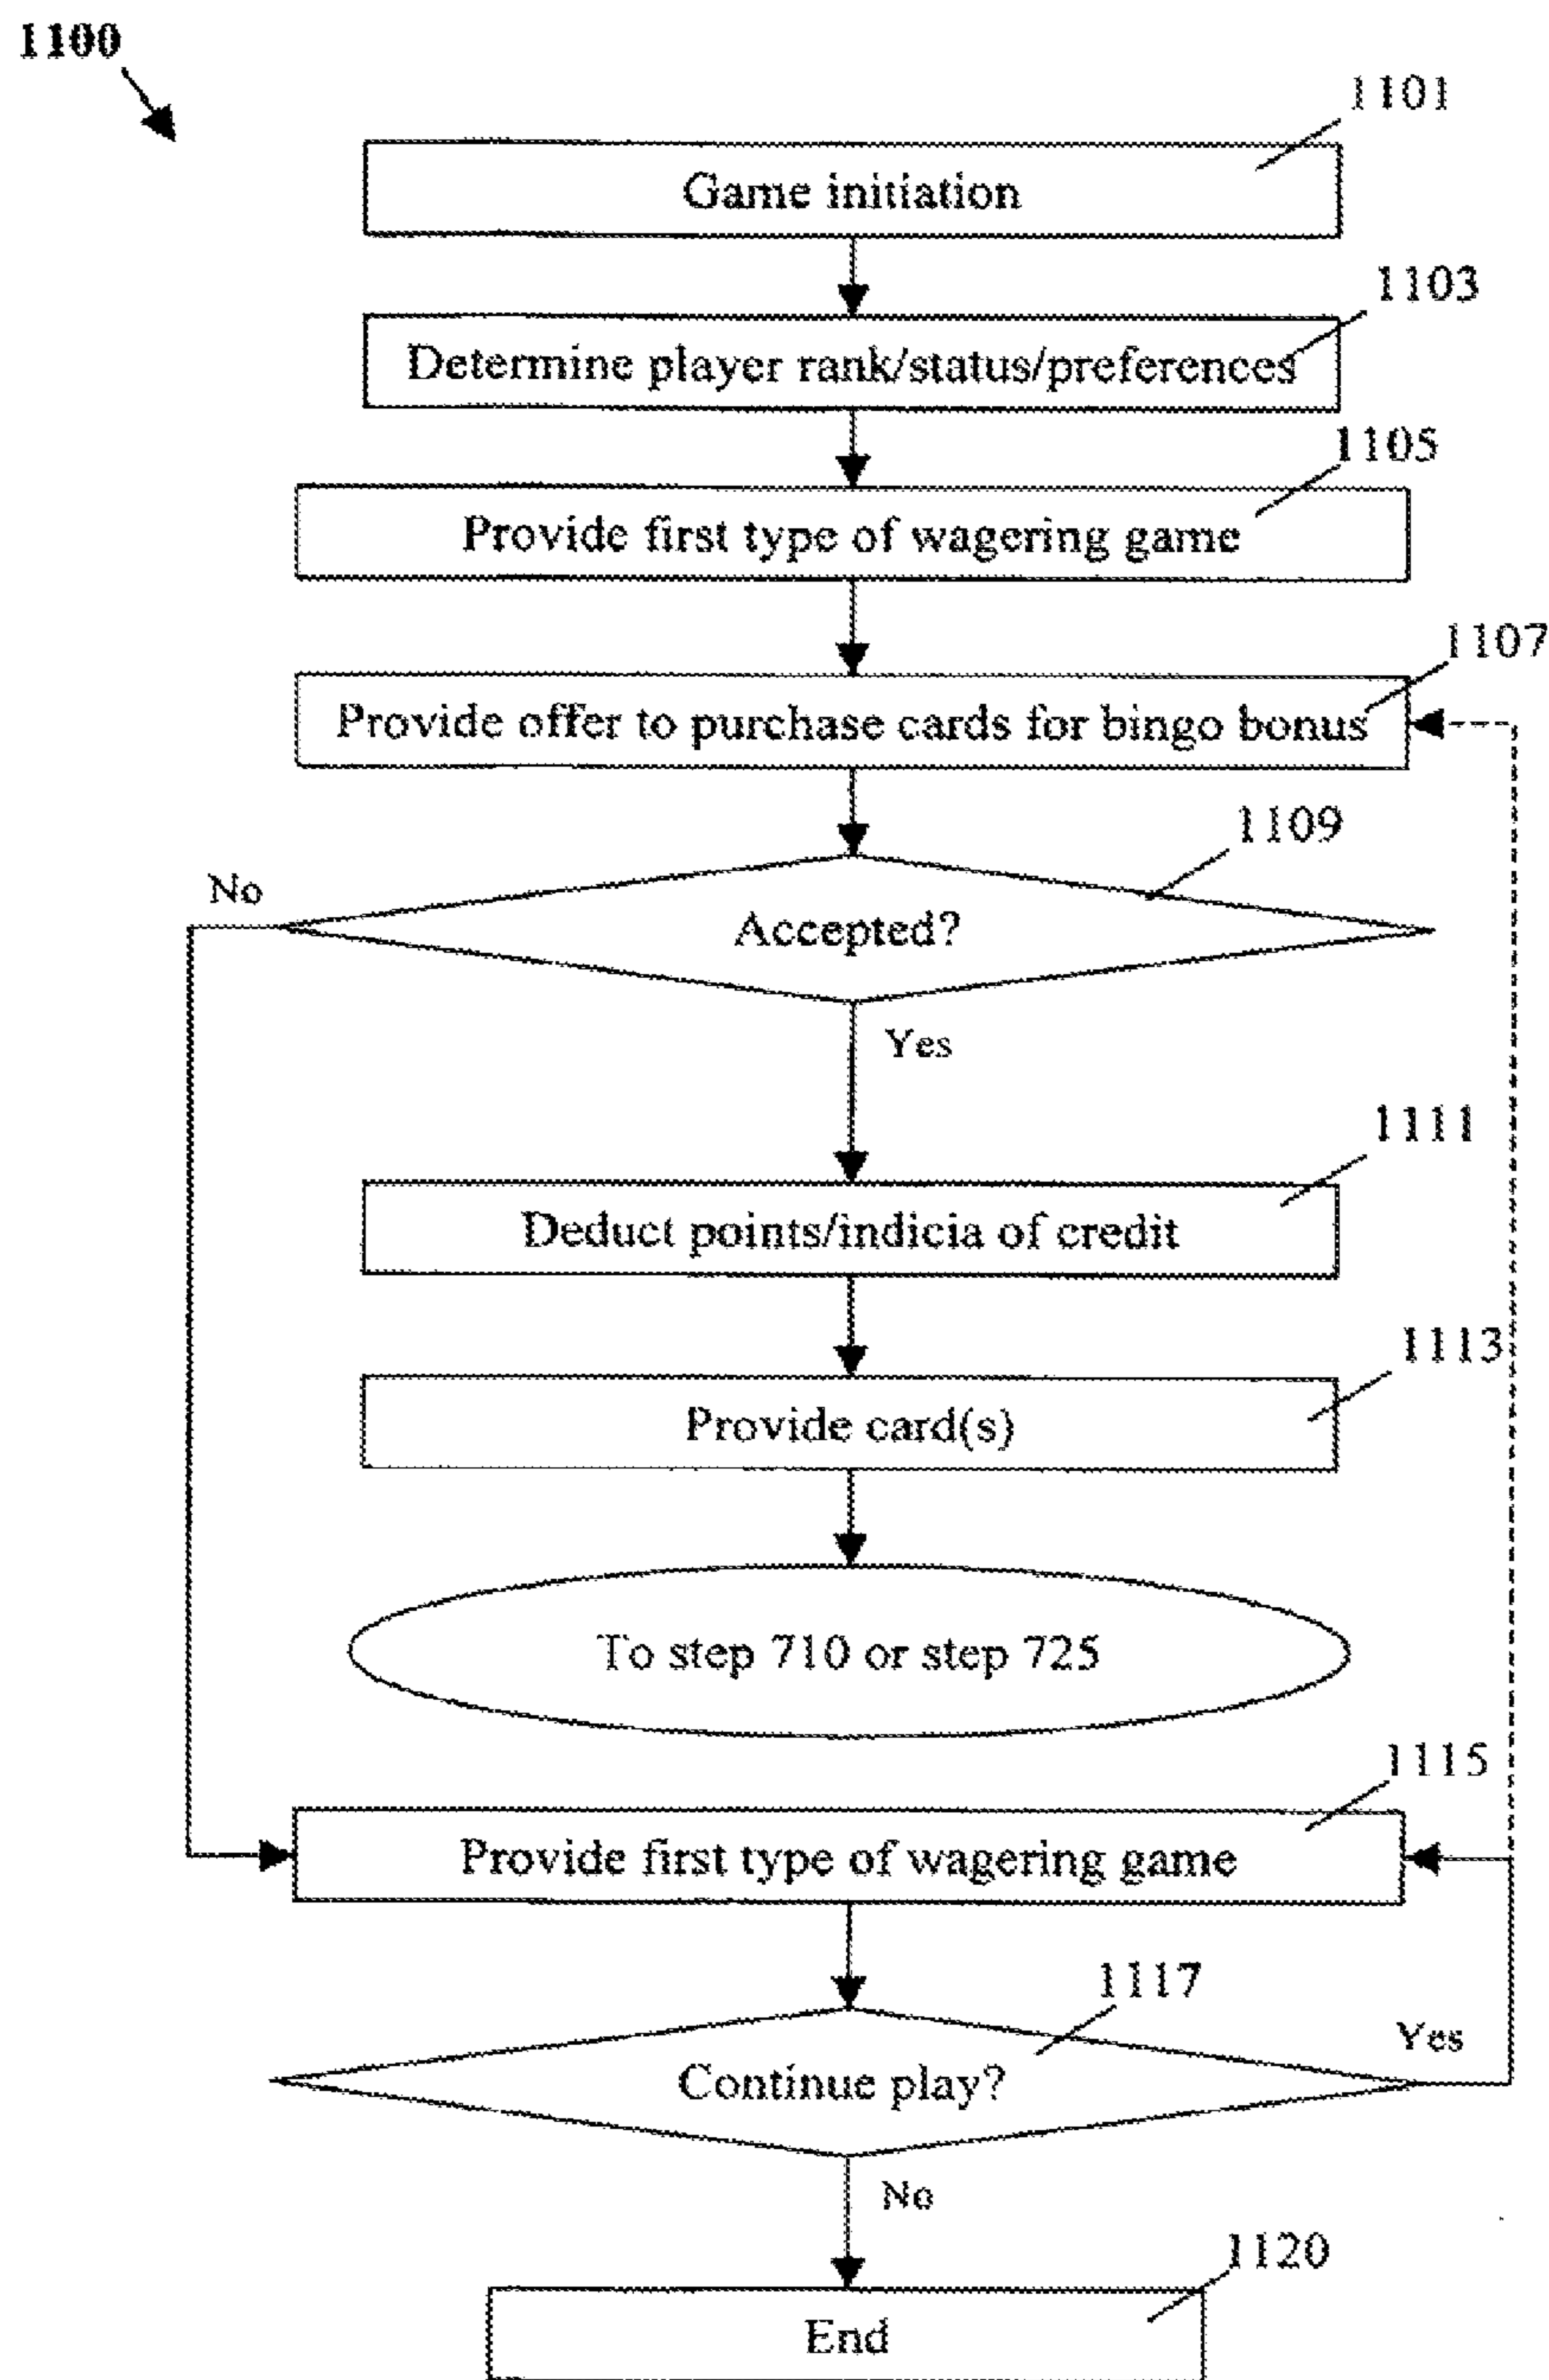 1100
1101
Game initiation
1103
Determine player rank/status/preferences
1105
Provide first type of wagering game
1107
Provide offer to purchase cards for bingo bonus
1109
No
Accepted?
Yes
1111
Deduct points/indicia of credit
1113
Provide card(s)
To step 710 or step 725
1115
Provide first type of wagering game
1117
Yes
Continue play?
No
1120
End